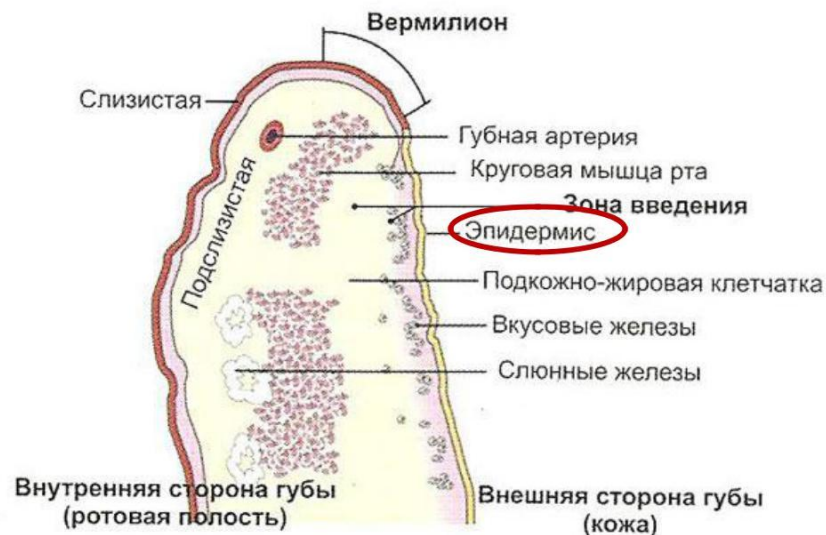 Вермилион
Слизистая
Губная артерия
Круговая мышца рта
Зона введения
Эпидермис
Подслизистая
Подкожно-жировая клетчатка
Вкусовые железы
Слюнные железы
Внутренняя сторона губы
(ротовая полость)
Внешняя сторона губы
(кожа)